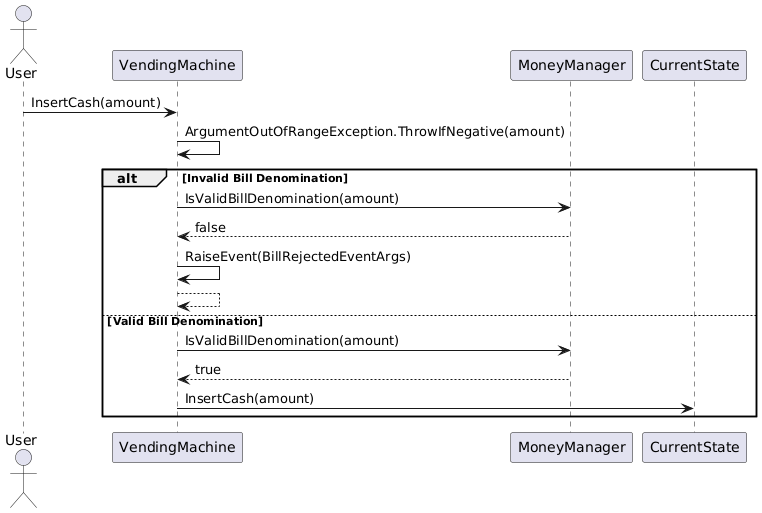 User
VendingMachine
MoneyManager
CurrentState
InsertCash(amount)
ArgumentOutOfRangeException.ThrowIfNegative(amount)
alt
[Invalid Bill Denomination]
IsValidBillDenomination(amount)
false
RaiseEvent(BillRejectedEventArgs)
[Valid Bill Denomination]
IsValidBillDenomination(amount)
true
InsertCash(amount)
User
VendingMachine
MoneyManager
CurrentState